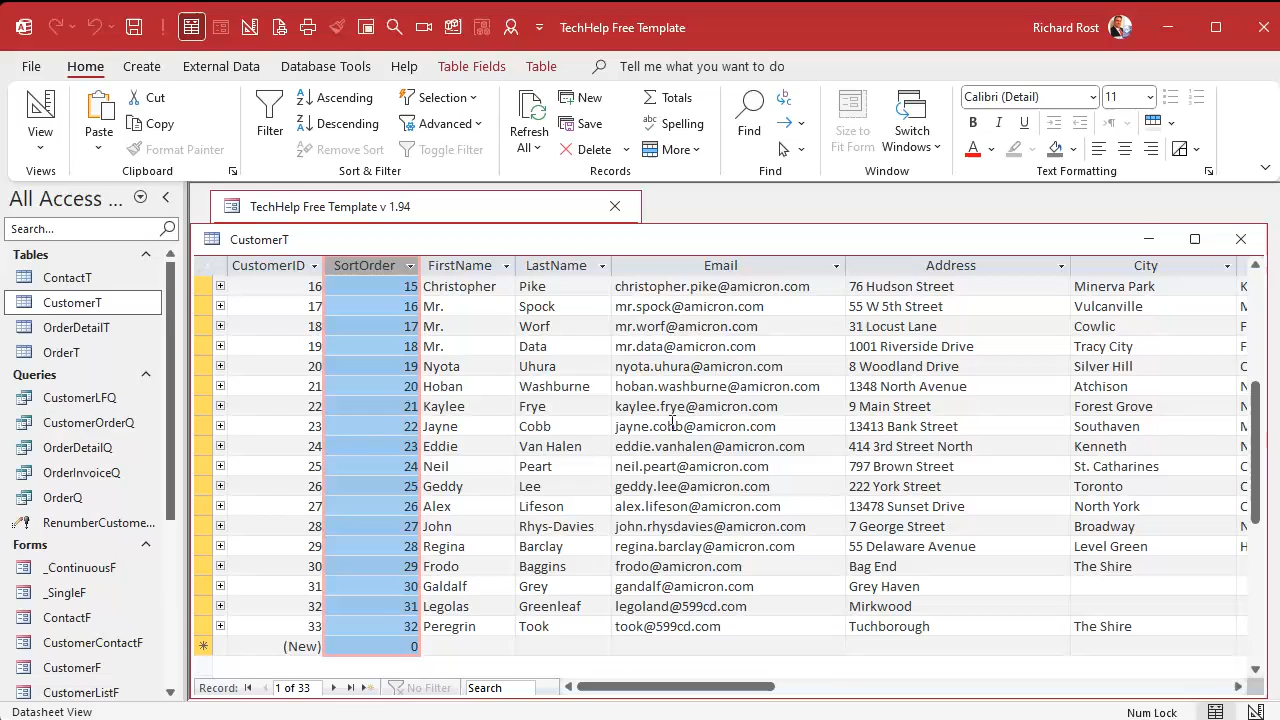 TechHelp Free Template
Richard Rost
File Home Create External Data Database Tools Help Table Fields Table Tell me what you want to do
View
Views
Paste
Cut
Copy
Format Painter
Clipboard
Filter
Ascending
Descending
Remove Sort
Selection
Advanced
Toggle Filter
Sort & Filter
Refresh
All
New
Save
Delete
Totals
Spelling
More
Records
Find
Find
Size to
Fit Form
Switch
Windows
Window
Calibri (Detail) 11
B I U
Text Formatting
All Access ...
Search...
Tables
ContactT
CustomerT
OrderDetailT
OrderT
Queries
CustomerLFQ
CustomerOrderQ
OrderDetailQ
OrderInvoiceQ
OrderQ
RenumberCustome...
Forms
_ContinuousF
_SingleF
ContactF
CustomerContactF
CustomerF
CustomerListF
TechHelp Free Template v 1.94
CustomerT
CustomerID SortOrder FirstName LastName Email Address City
16 15 Christopher Pike christopher.pike@amicron.com 76 Hudson Street Minerva Park K
17 16 Mr. Spock mr.spock@amicron.com 55 W 5th Street Vulcanville
18 17 Mr. Worf mr.worf@amicron.com 31 Locust Lane Cowlic F
19 18 Mr. Data mr.data@amicron.com 1001 Riverside Drive Tracy City F
20 19 Nyota Uhura nyota.uhura@amicron.com 8 Woodland Drive Silver Hill C
21 20 Hoban Washburne hoban.washburne@amicron.com 1348 North Avenue Atchison N
22 21 Kaylee Frye kaylee.frye@amicron.com 9 Main Street Forest Grove N
23 22 Jayne Cobb jayne.cobb@amicron.com 13413 Bank Street Southaven M
24 23 Eddie Van Halen eddie.vanhalen@amicron.com 414 3rd Street North Kenneth N
25 24 Neil Peart neil.peart@amicron.com 797 Brown Street St. Catharines C
26 25 Geddy Lee geddy.lee@amicron.com 222 York Street Toronto C
27 26 Alex Lifeson alex.lifeson@amicron.com 13478 Sunset Drive North York C
28 27 John Rhys-Davies john.rhysdavies@amicron.com 7 George Street Broadway N
29 28 Regina Barclay regina.barclay@amicron.com 55 Delaware Avenue Level Green H
30 29 Frodo Baggins frodo@amicron.com Bag End The Shire
31 30 Galdalf Grey gandalf@amicron.com Grey Haven
32 31 Legolas Greenleaf legoland@599cd.com Mirkwood
33 32 Peregrin Took took@599cd.com Tuchborough The Shire
(New) 0
Record: 1 of 33 No Filter Search
Datasheet View
Num Lock